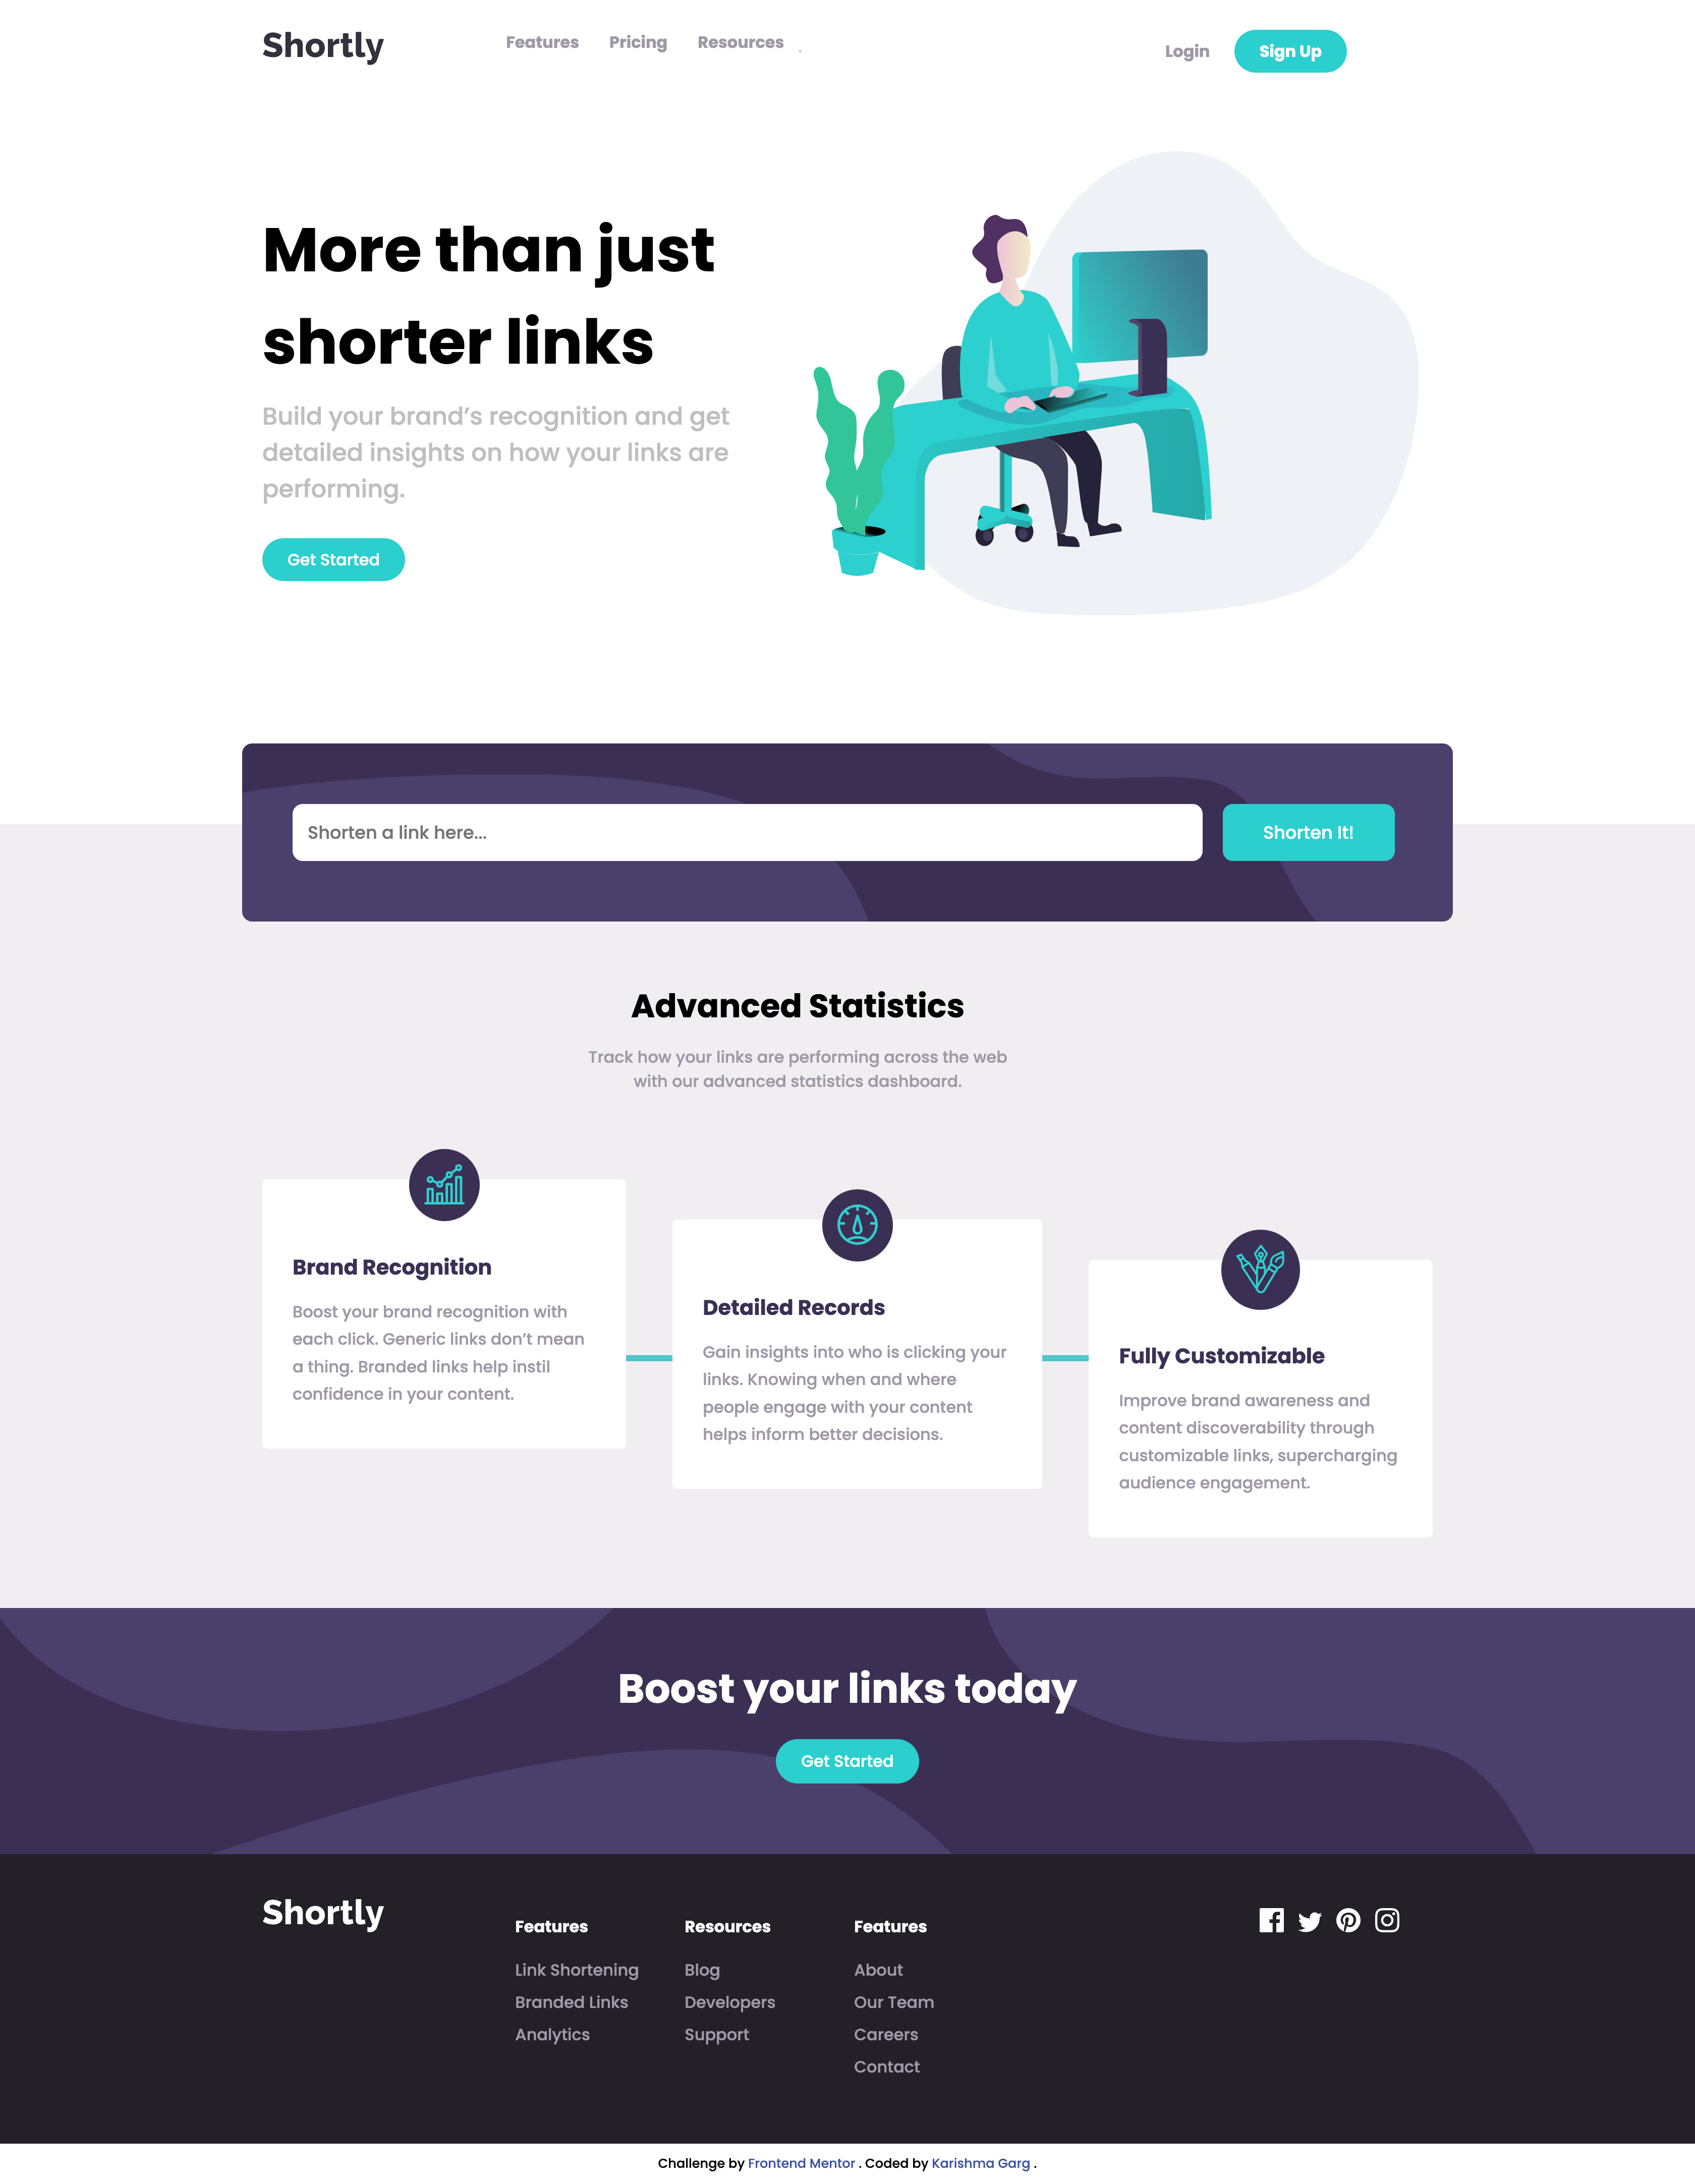 Shortly
Features Pricing Resources .
Login Sign Up
More than just
shorter links
Build your brand’s recognition and get
detailed insights on how your links are
performing.
Get Started
Shorten a link here...
Shorten It!
Advanced Statistics
Track how your links are performing across the web
with our advanced statistics dashboard.
Brand Recognition
Boost your brand recognition with
each click. Generic links don’t mean
a thing. Branded links help instil
confidence in your content.
Detailed Records
Gain insights into who is clicking your
links. Knowing when and where
people engage with your content
helps inform better decisions.
Fully Customizable
Improve brand awareness and
content discoverability through
customizable links, supercharging
audience engagement.
Boost your links today
Get Started
Shortly
Features
Link Shortening
Branded Links
Analytics
Resources
Blog
Developers
Support
Features
About
Our Team
Careers
Contact
Challenge by Frontend Mentor . Coded by Karishma Garg .